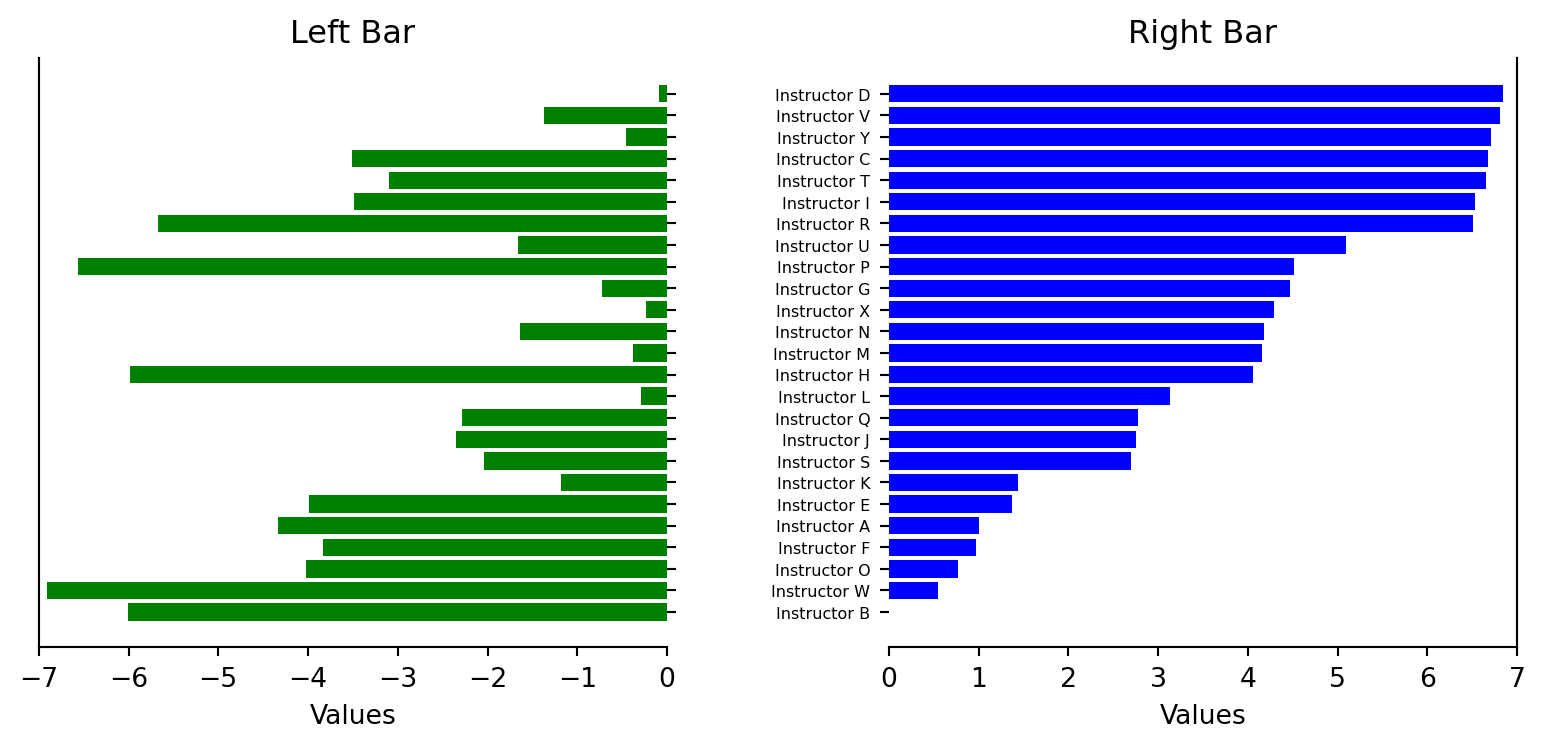 Left Bar
−7 −6 −5 −4 −3 −2 −1 0
Values
Right Bar
Instructor D
Instructor V
Instructor Y
Instructor C
Instructor T
Instructor I
Instructor R
Instructor U
Instructor P
Instructor G
Instructor X
Instructor N
Instructor M
Instructor H
Instructor L
Instructor Q
Instructor J
Instructor S
Instructor K
Instructor E
Instructor A
Instructor F
Instructor O
Instructor W
Instructor B
0 1 2 3 4 5 6 7
Values